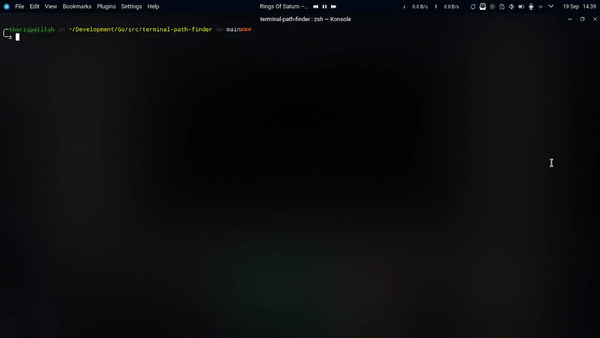 File Edit View Bookmarks Plugins Settings Help
Rings Of Saturn –...
0.0 B/s 0.0 B/s
19 Sep 14:39
terminal-path-finder : zsh — Konsole
in ~/Development/Go/src/terminal-path-finder on main